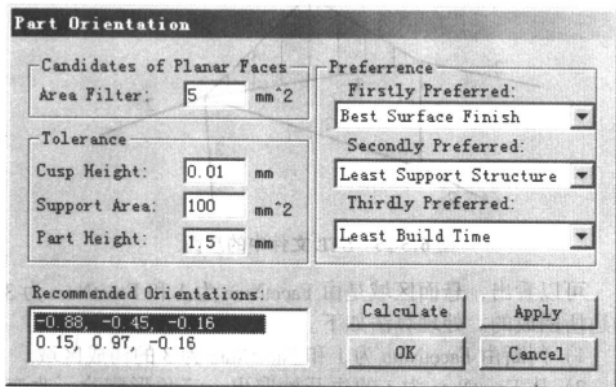 Part Orientation
Candidates of Planar Faces
Area Filter: 5 mm^2
Tolerance
Cusp Height: 0.01 mm
Support Area: 100 mm^2
Part Height: 1.5 mm
Preferrence
Firstly Preferred:
Best Surface Finish
Secondly Preferred:
Least Support Structure
Thirdly Preferred:
Least Build Time
Recommended Orientations:
-0.88, -0.45, -0.16
0.15, 0.97, -0.16
Calculate
Apply
OK
Cancel